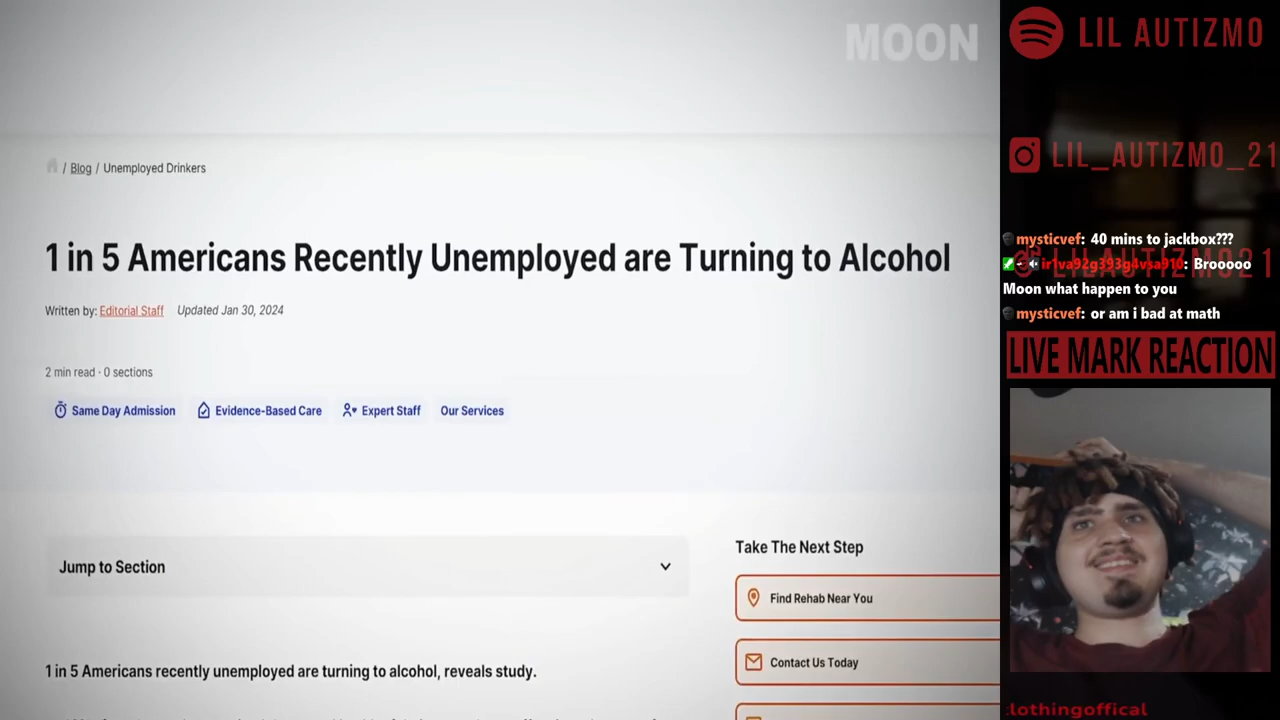 MOON
/ Blog / Unemployed Drinkers
1 in 5 Americans Recently Unemployed are Turning to Alcohol
Written by: Editorial Staff Updated Jan 30, 2024
2 min read · 0 sections
Same Day Admission Evidence-Based Care Expert Staff Our Services
Jump to Section
Take The Next Step
Find Rehab Near You
Contact Us Today
1 in 5 Americans recently unemployed are turning to alcohol, reveals study.
LIL AUTIZMO
LIL_AUTIZMO_21
mysticvef: 40 mins to jackbox???
ir1va92g393g4vsa910: Brooooo
Moon what happen to you
mysticvef: or am i bad at math
LIVE MARK REACTION
lothingoffical